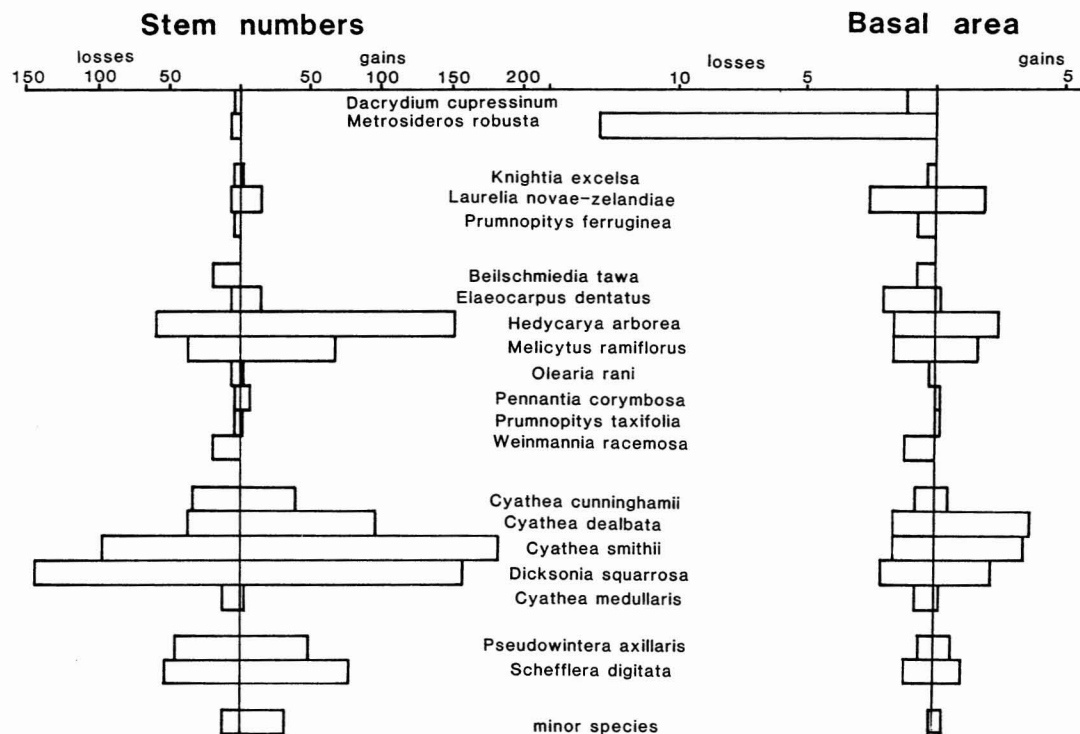 Stem numbers
Basal area
losses gains losses gains
150 100 50 50 100 150 200 10 5 5
Dacrydium cupressinum
Metrosideros robusta
Knightia excelsa
Laurelia novae-zelandiae
Prumnopitys ferruginea
Beilschmiedia tawa
Elaeocarpus dentatus
Hedycarya arborea
Melicytus ramiflorus
Olearia rani
Pennantia corymbosa
Prumnopitys taxifolia
Weinmannia racemosa
Cyathea cunninghamii
Cyathea dealbata
Cyathea smithii
Dicksonia squarrosa
Cyathea medullaris
Pseudowintera axillaris
Schefflera digitata
minor species